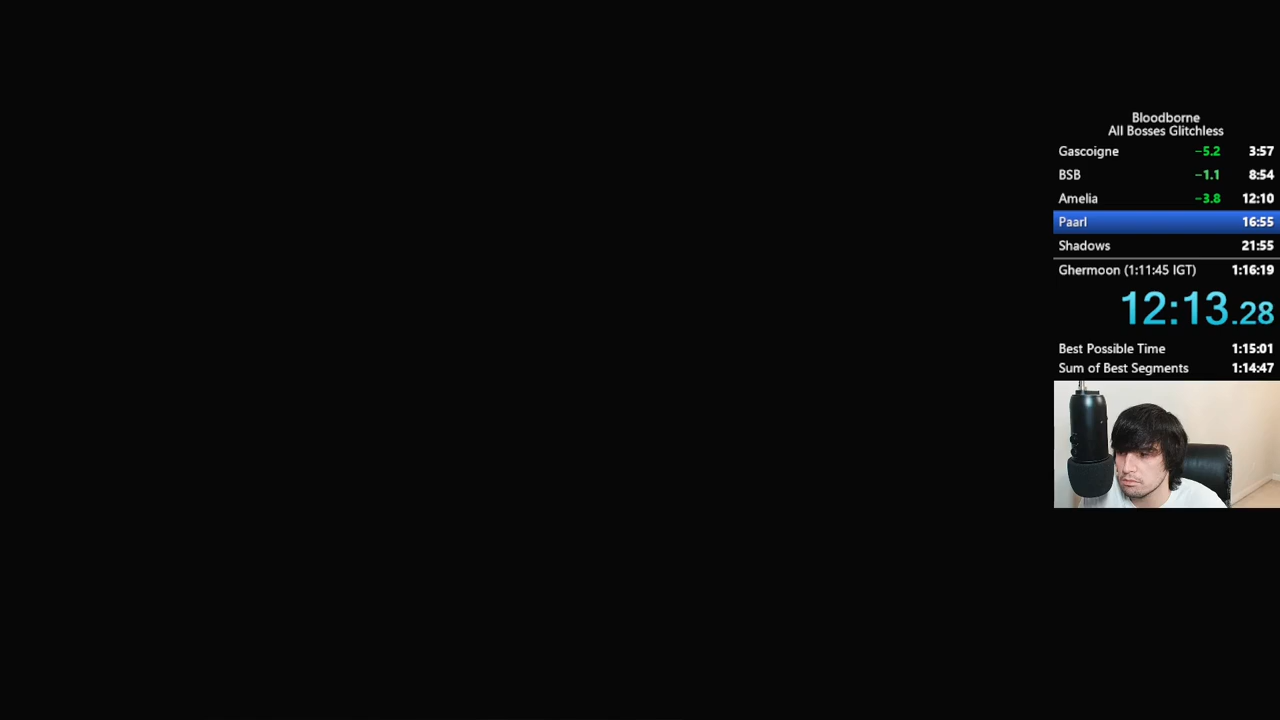 Bloodborne
All Bosses Glitchless
Gascoigne −5.2 3:57
BSB −1.1 8:54
Amelia −3.8 12:10
Paarl 16:55
Shadows 21:55
Ghermoon (1:11:45 IGT) 1:16:19
12:13.28
Best Possible Time 1:15:01
Sum of Best Segments 1:14:47